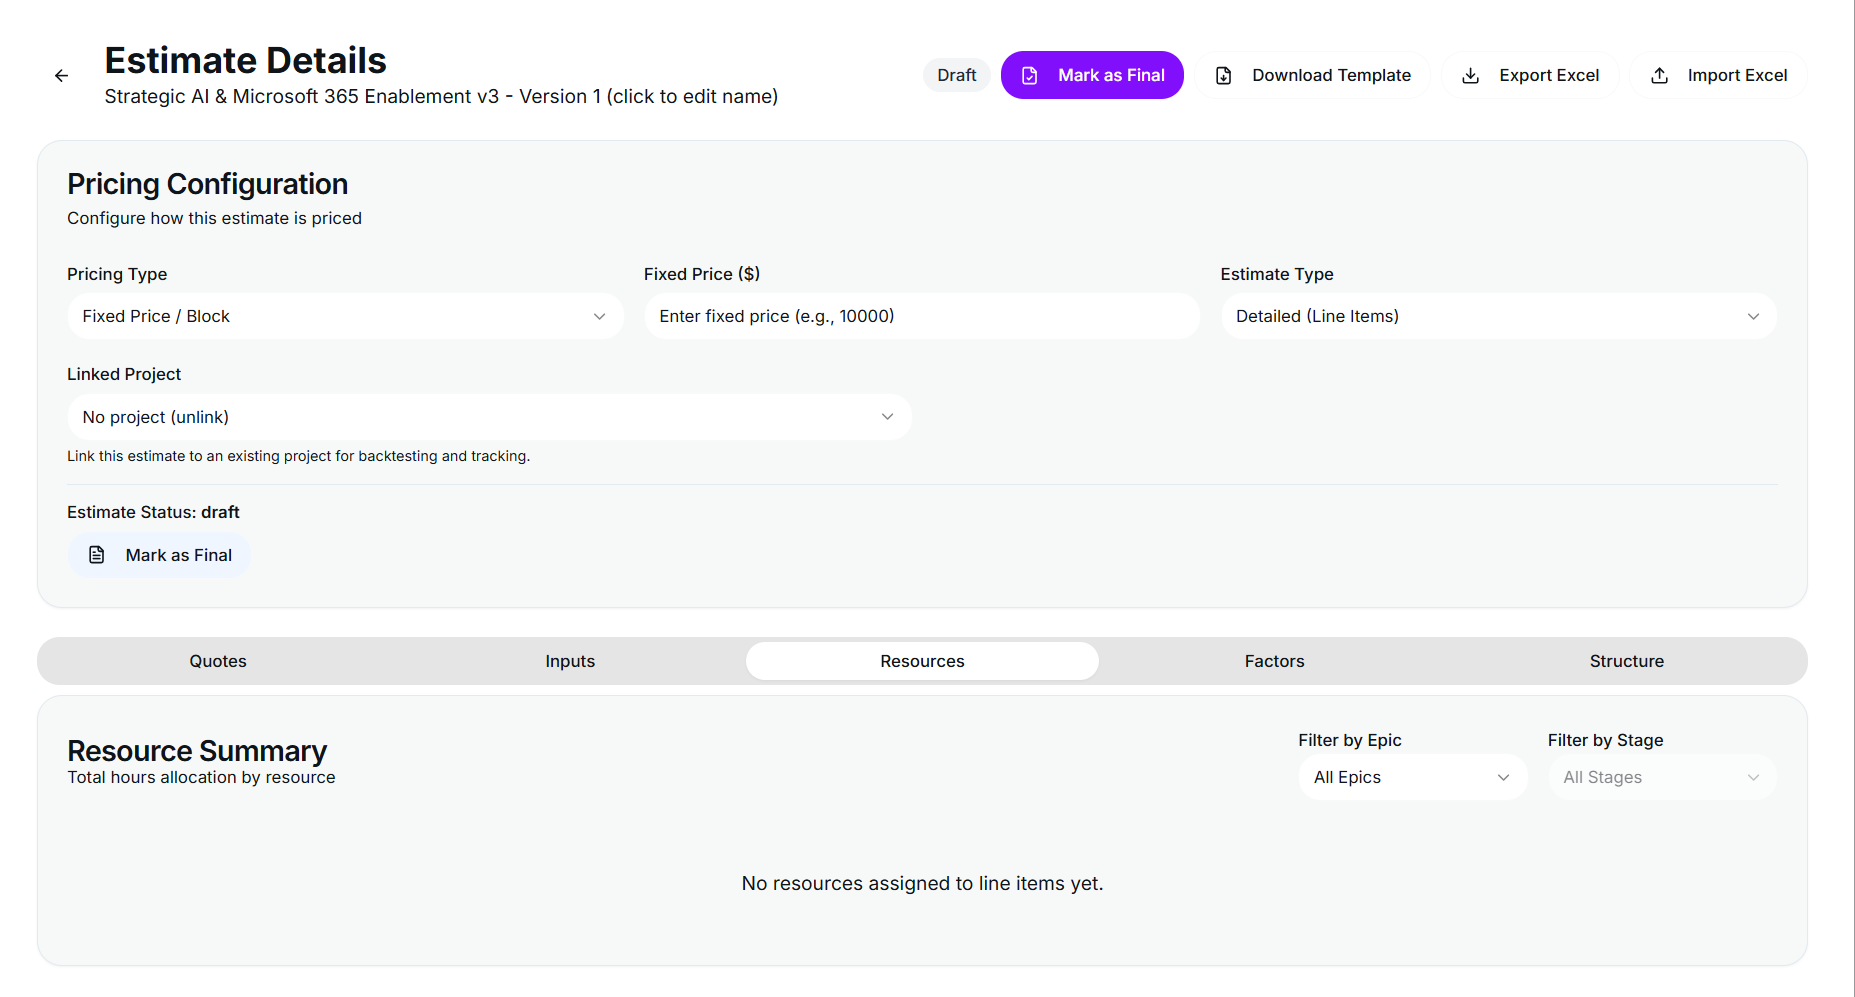 Estimate Details
Strategic AI & Microsoft 365 Enablement v3 - Version 1 (click to edit name)
Draft
Mark as Final
Download Template
Export Excel
Import Excel
Pricing Configuration
Configure how this estimate is priced
Pricing Type
Fixed Price ($)
Estimate Type
Fixed Price / Block
Enter fixed price (e.g., 10000)
Detailed (Line Items)
Linked Project
No project (unlink)
Link this estimate to an existing project for backtesting and tracking.
Estimate Status: draft
Mark as Final
Quotes
Inputs
Resources
Factors
Structure
Resource Summary
Total hours allocation by resource
Filter by Epic
Filter by Stage
All Epics
All Stages
No resources assigned to line items yet.